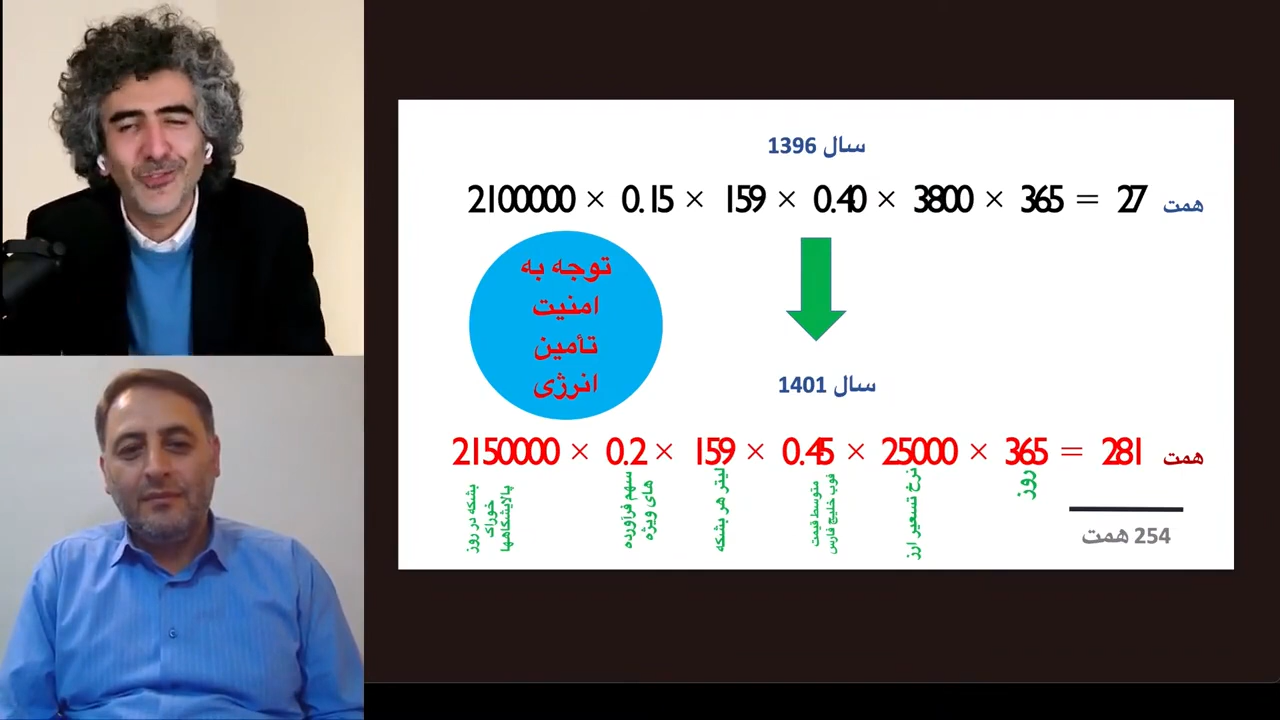 سال 1396
2100000 × 0.15 × 159 × 0.40 × 3800 × 365 = 27 همت
توجه به
امنیت
تأمین
انرژی
سال 1401
2150000 × 0.2 × 159 × 0.45 × 25000 × 365 = 281 همت
بشکه در روز
خوراک
پالایشگاهها
سهم فرآورده
های ویژه
لیتر هر بشکه
متوسط قیمت
فوب خلیج فارس
نرخ تسعیر ارز
روز
254 همت